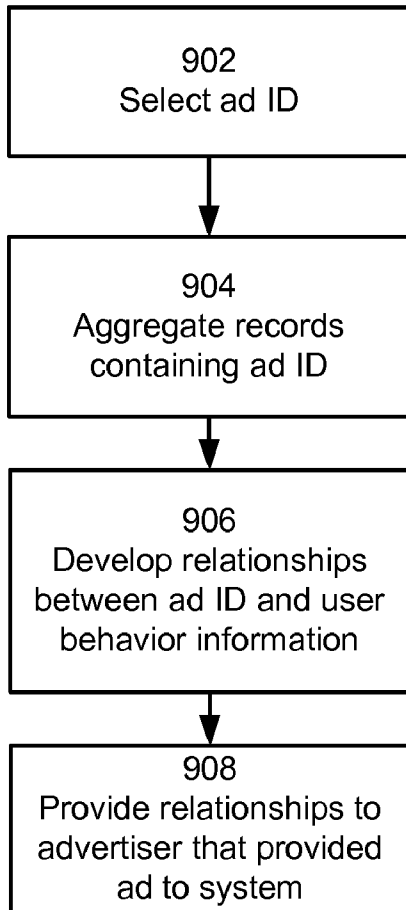 902
Select ad ID
904
Aggregate records
containing ad ID
906
Develop relationships
between ad ID and user
behavior information
908
Provide relationships to
advertiser that provided
ad to system